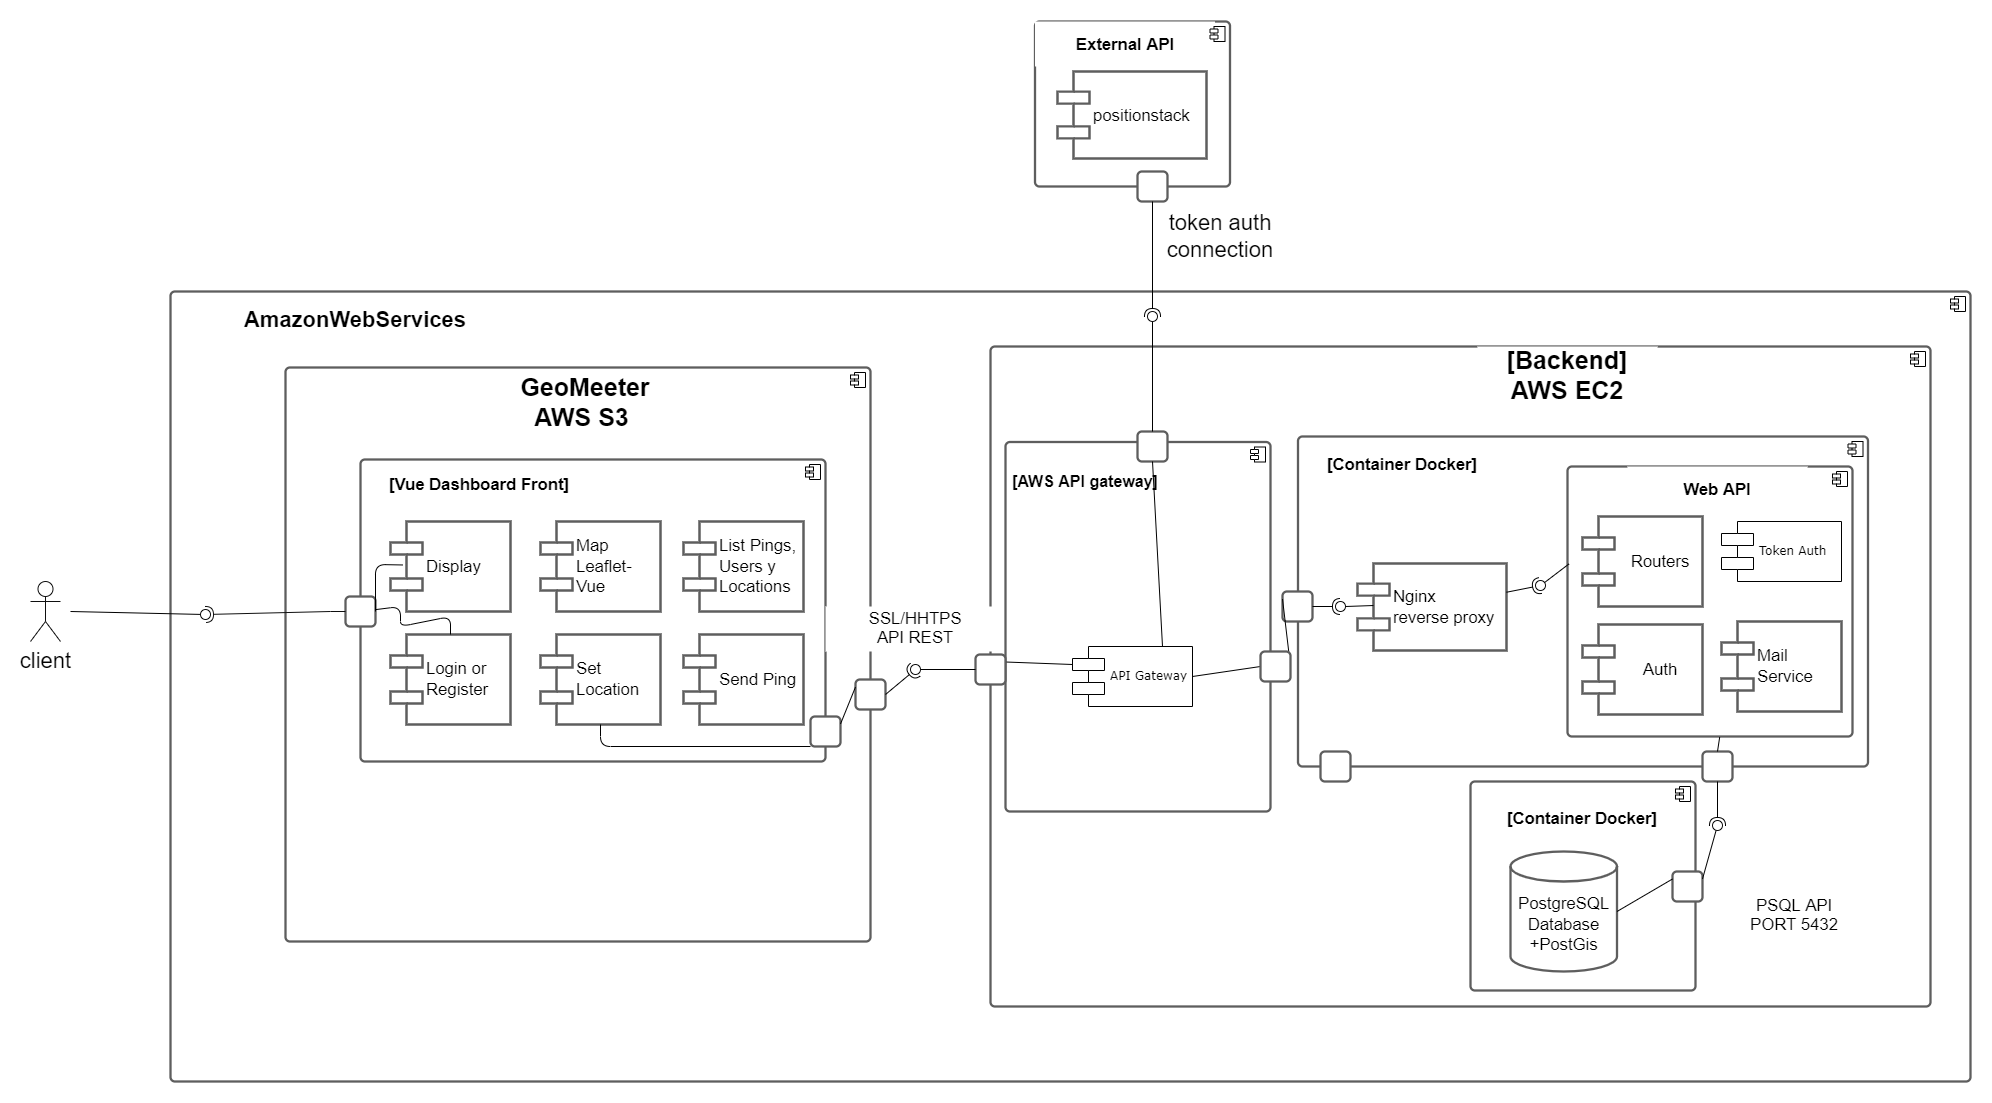 External API
positionstack
token auth
connection
AmazonWebServices
GeoMeeter
AWS S3
[Vue Dashboard Front]
Display
Map
Leaflet-
Vue
List Pings,
Users y
Locations
Login or
Register
Set
Location
Send Ping
client
SSL/HHTPS
API REST
[Backend]
AWS EC2
[AWS API gateway]
API Gateway
[Container Docker]
Nginx
reverse proxy
Web API
Routers
Token Auth
Auth
Mail
Service
[Container Docker]
PostgreSQL
Database
+PostGis
PSQL API
PORT 5432